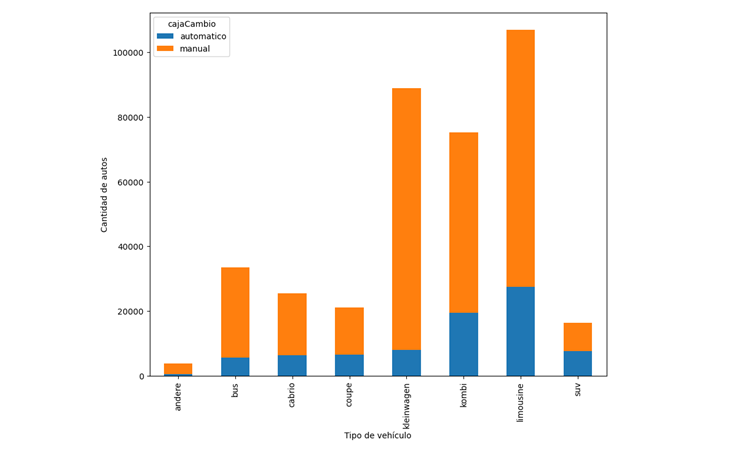 cajaCambio
automatico
manual
100000
80000
60000
40000
20000
0
Cantidad de autos
andere
bus
cabrio
coupe
kleinwagen
kombi
limousine
suv
Tipo de vehículo